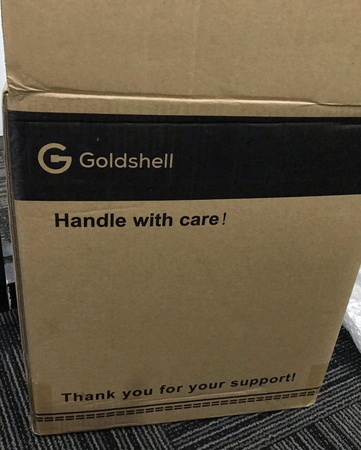 Goldshell
Handle with care!
Thank you for your support!